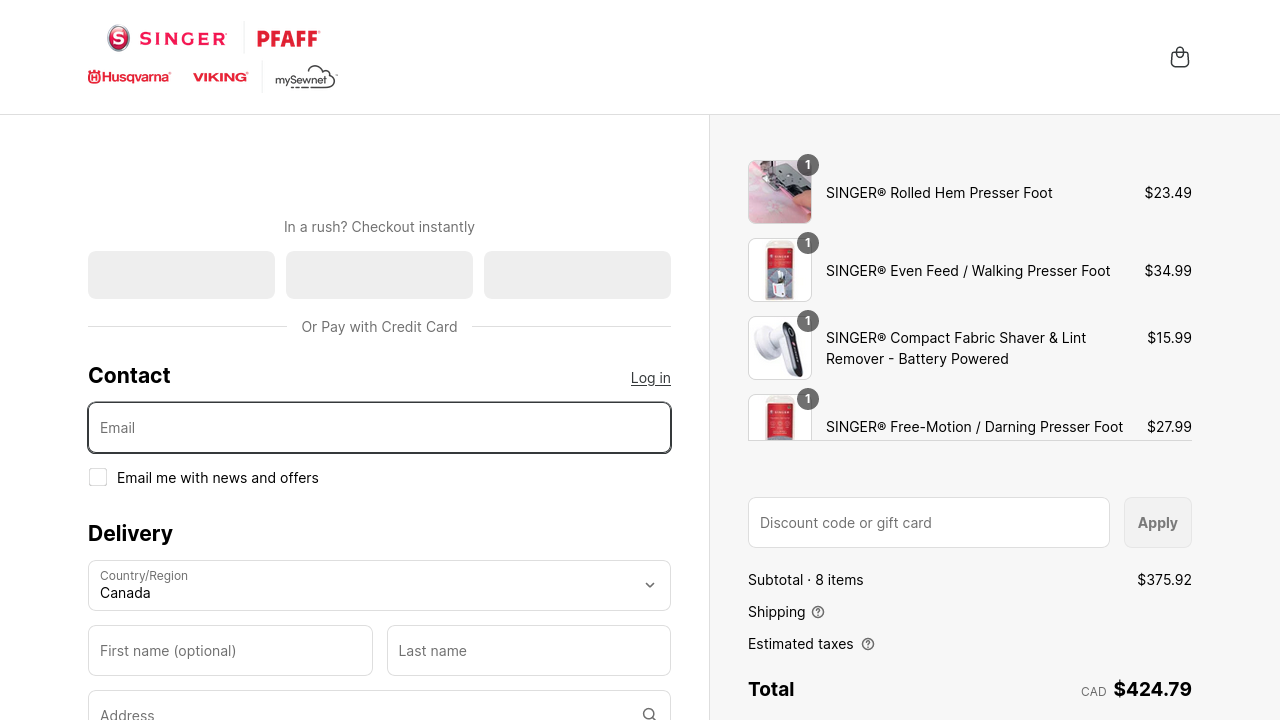 SINGER
PFAFF
Husqvarna VIKING
mySewnet
In a rush? Checkout instantly
Or Pay with Credit Card
Contact
Log in
Email
Email me with news and offers
Delivery
Country/Region
Canada
First name (optional)
Last name
Address
1
SINGER® Rolled Hem Presser Foot
$23.49
1
SINGER® Even Feed / Walking Presser Foot
$34.99
1
SINGER® Compact Fabric Shaver & Lint
Remover - Battery Powered
$15.99
1
SINGER® Free-Motion / Darning Presser Foot
$27.99
Discount code or gift card
Apply
Subtotal · 8 items
$375.92
Shipping
Estimated taxes
Total
CAD $424.79